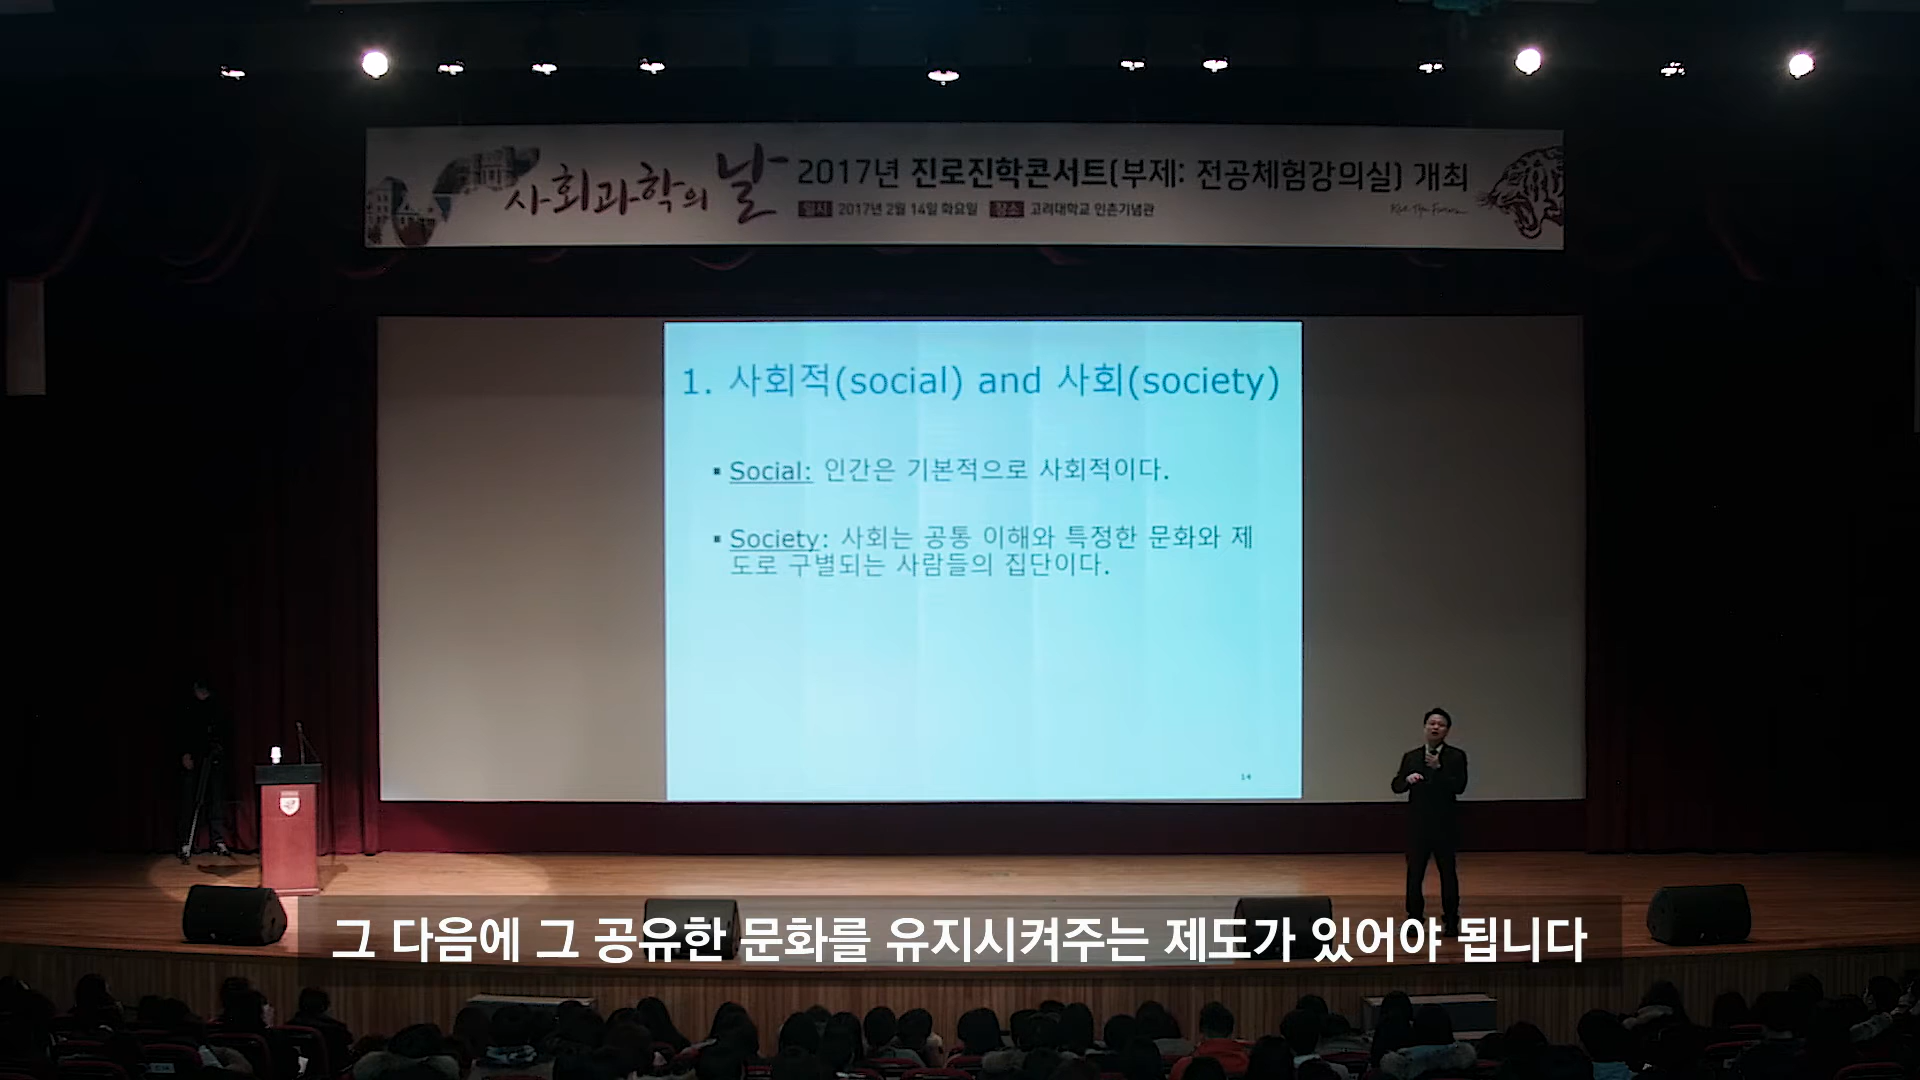 사회과학의 날 2017년 진로진학콘서트(부제: 전공체험강의실) 개최
일시 2017년 2월 14일 화요일 장소 고려대학교 인촌기념관
1. 사회적(social) and 사회(society)
▪ Social: 인간은 기본적으로 사회적이다.
▪ Society: 사회는 공통 이해와 특정한 문화와 제
도로 구별되는 사람들의 집단이다.
14
그 다음에 그 공유한 문화를 유지시켜주는 제도가 있어야 됩니다